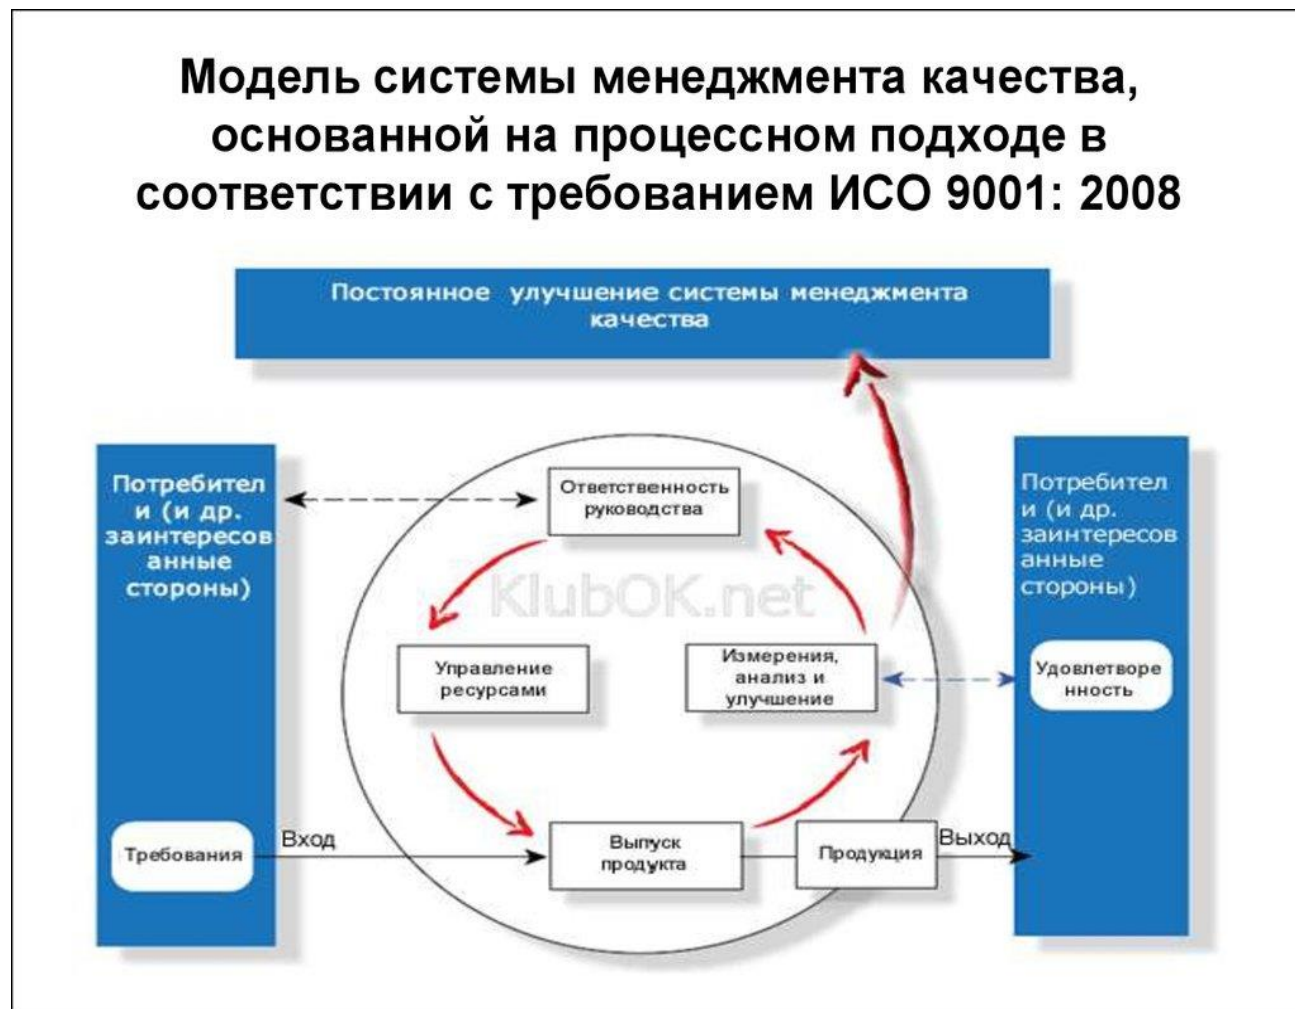 Модель системы менеджмента качества,
основанной на процессном подходе в
соответствии с требованием ИСО 9001: 2008
Постоянное улучшение системы менеджмента
качества
Потребител
и (и др.
заинтересов
анные
стороны)
Ответственность
руководства
Потребител
и (и др.
заинтересов
анные
стороны)
KlubOK.net
Управление
ресурсами
Измерения,
анализ и
улучшение
Удовлетворе
нность
Требования
Вход
Выпуск
продукта
Продукция
Выход